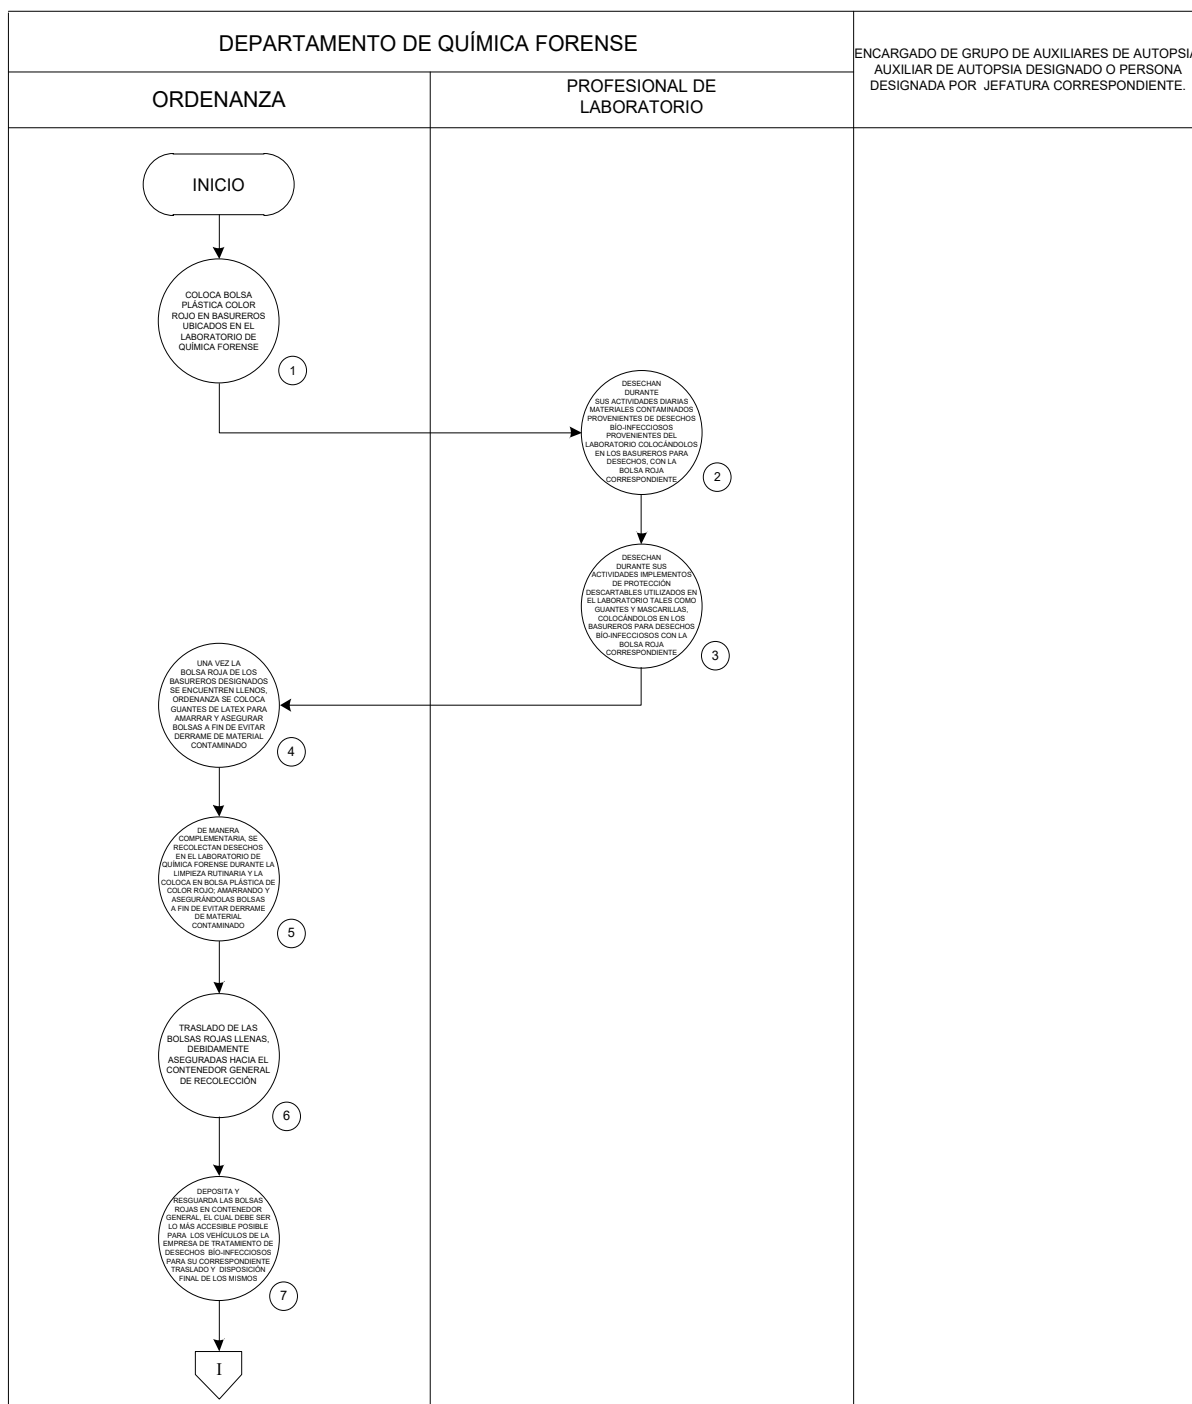 DEPARTAMENTO DE QUÍMICA FORENSE
ENCARGADO DE GRUPO DE AUXILIARES DE AUTOPSIA
AUXILIAR DE AUTOPSIA DESIGNADO O PERSONA
DESIGNADA POR JEFATURA CORRESPONDIENTE.
ORDENANZA
PROFESIONAL DE
LABORATORIO
INICIO
COLOCA BOLSA
PLÁSTICA COLOR
ROJO EN BASUREROS
UBICADOS EN EL
LABORATORIO DE
QUÍMICA FORENSE
1
DESECHAN
DURANTE
SUS ACTIVIDADES DIARIAS
MATERIALES CONTAMINADOS
PROVENIENTES DE DESECHOS
BÍO-INFECCIOSOS
PROVENIENTES DEL
LABORATORIO COLOCÁNDOLOS
EN LOS BASUREROS PARA
DESECHOS, CON LA
BOLSA ROJA
CORRESPONDIENTE
2
DESECHAN
DURANTE SUS
ACTIVIDADES IMPLEMENTOS
DE PROTECCIÓN
DESCARTABLES UTILIZADOS EN
EL LABORATORIO TALES COMO
GUANTES Y MASCARILLAS,
COLOCÁNDOLOS EN LOS
BASUREROS PARA DESECHOS
BÍO-INFECCIOSOS CON LA
BOLSA ROJA
CORRESPONDIENTE
3
UNA VEZ LA
BOLSA ROJA DE LOS
BASUREROS DESIGNADOS
SE ENCUENTREN LLENOS,
ORDENANZA SE COLOCA
GUANTES DE LATEX PARA
AMARRAR Y ASEGURAR
BOLSAS A FIN DE EVITAR
DERRAME DE MATERIAL
CONTAMINADO
4
DE MANERA
COMPLEMENTARIA, SE
RECOLECTAN DESECHOS
EN EL LABORATORIO DE
QUÍMICA FORENSE DURANTE LA
LIMPIEZA RUTINARIA Y LA
COLOCA EN BOLSA PLÁSTICA DE
COLOR ROJO; AMARRANDO Y
ASEGURÁNDOLAS BOLSAS
A FIN DE EVITAR DERRAME
DE MATERIAL
CONTAMINADO
5
TRASLADO DE LAS
BOLSAS ROJAS LLENAS,
DEBIDAMENTE
ASEGURADAS HACIA EL
CONTENEDOR GENERAL
DE RECOLECCIÓN
6
DEPOSITA Y
RESGUARDA LAS BOLSAS
ROJAS EN CONTENEDOR
GENERAL, EL CUAL DEBE SER
LO MÁS ACCESIBLE POSIBLE
PARA LOS VEHÍCULOS DE LA
EMPRESA DE TRATAMIENTO DE
DESECHOS BÍO-INFECCIOSOS
PARA SU CORRESPONDIENTE
TRASLADO Y DISPOSICIÓN
FINAL DE LOS MISMOS
7
I